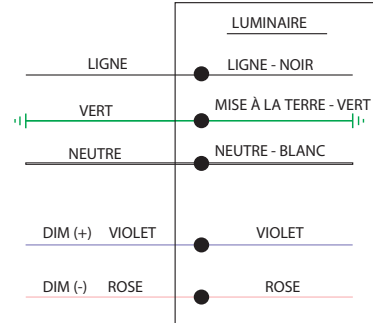 LUMINAIRE
LIGNE LIGNE - NOIR
VERT MISE À LA TERRE - VERT
NEUTRE NEUTRE - BLANC
DIM (+) VIOLET VIOLET
DIM (-) ROSE ROSE